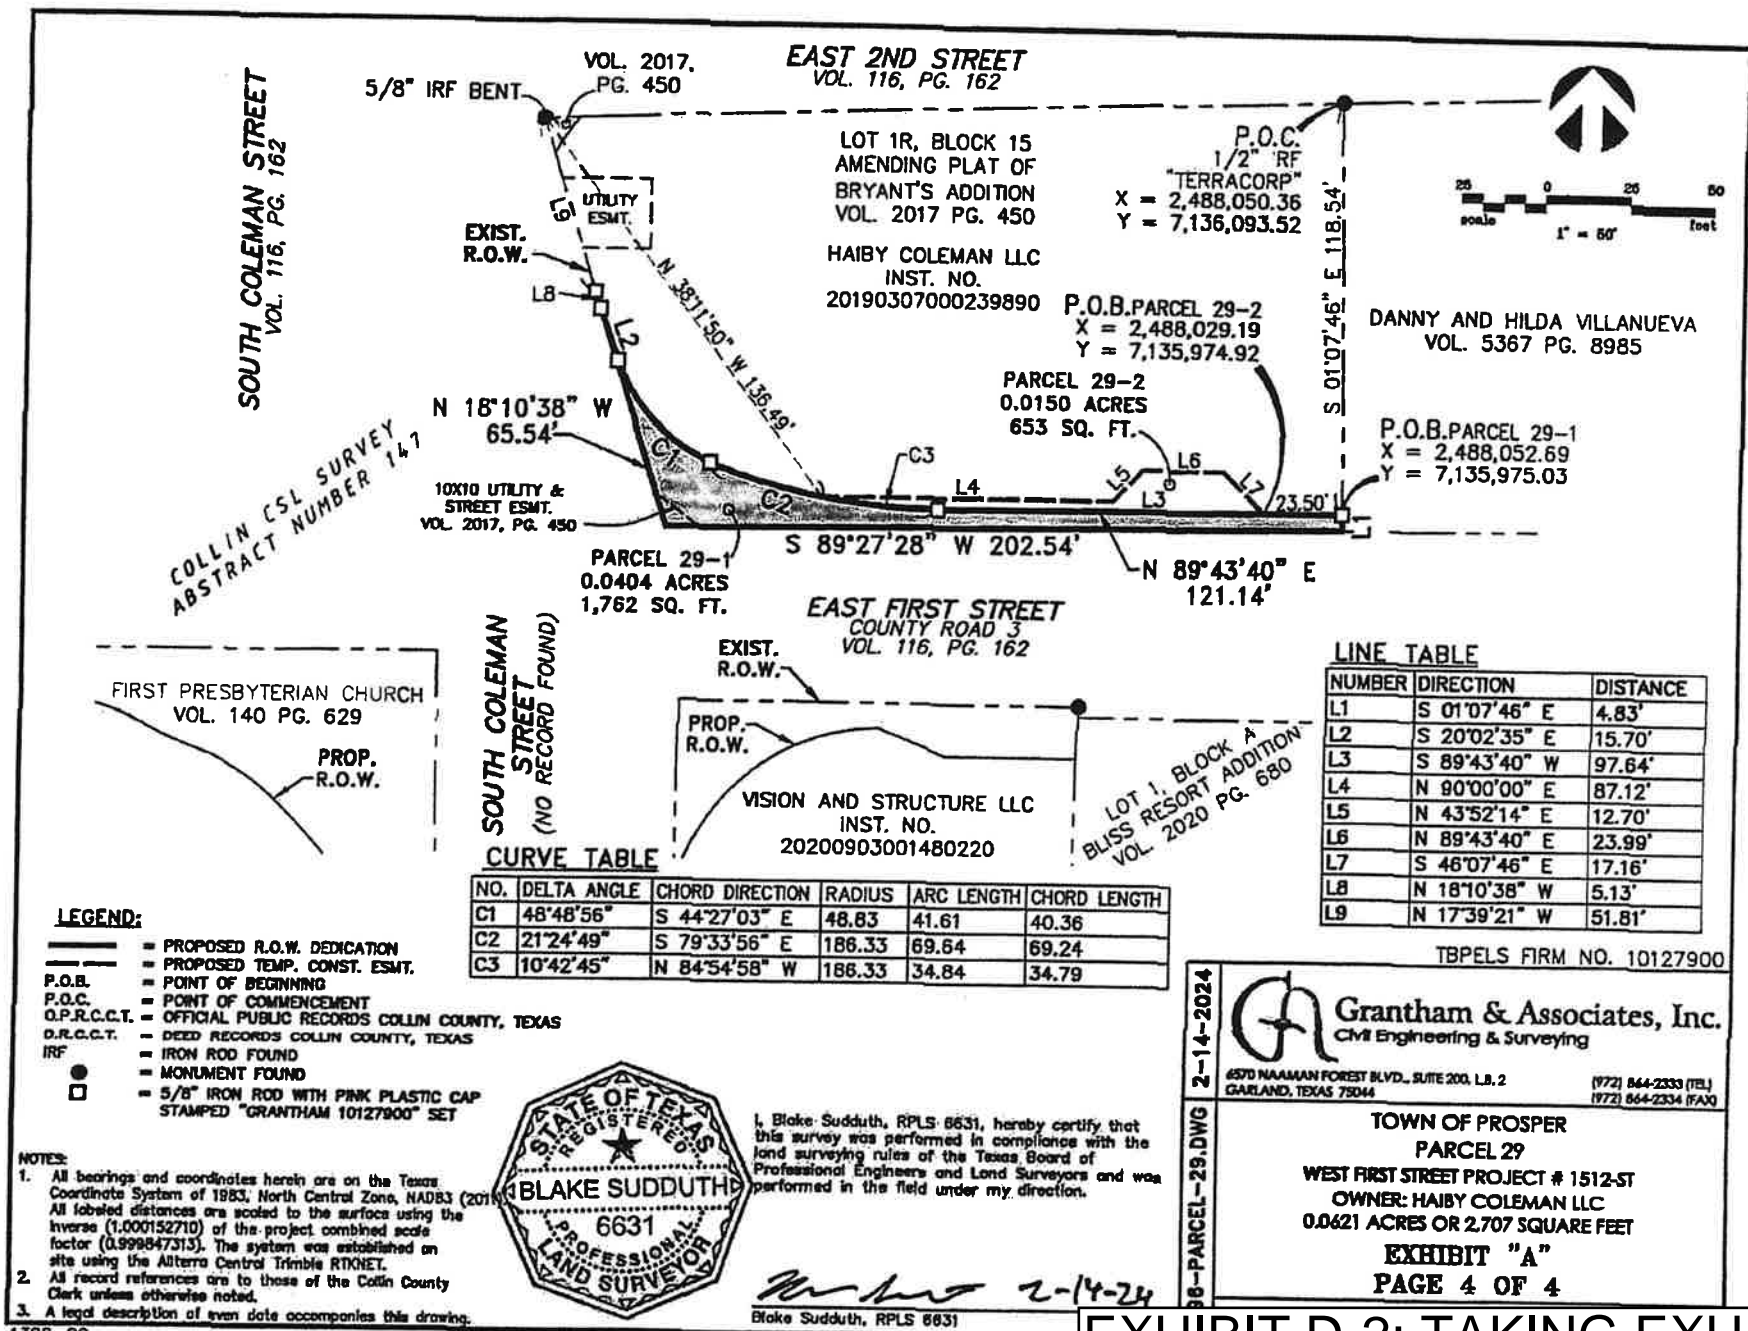 EAST 2ND STREET
VOL. 116, PG. 162
VOL. 2017,
PG. 450
5/8" IRF BENT
SOUTH COLEMAN STREET
VOL. 116, PG. 162
LOT 1R, BLOCK 15
AMENDING PLAT OF
BRYANT'S ADDITION
VOL. 2017 PG. 450
HAIBY COLEMAN LLC
INST. NO.
20190307000239890
P.O.C.
1/2" RF
"TERRACORP"
X = 2,488,050.36
Y = 7,136,093.52
25 0 25 50
scale feet
1" = 50'
UTILITY
ESMT.
L9
EXIST.
R.O.W.
L8
L2
N 38°11'50" W 136.49'
S 01°07'46" E 118.54'
P.O.B.PARCEL 29-2
X = 2,488,029.19
Y = 7,135,974.92
DANNY AND HILDA VILLANUEVA
VOL. 5367 PG. 8985
PARCEL 29-2
0.0150 ACRES
653 SQ. FT.
P.O.B.PARCEL 29-1
X = 2,488,052.69
Y = 7,135,975.03
N 18°10'38" W
65.54'
COLLIN CSL SURVEY
ABSTRACT NUMBER 147
10X10 UTILITY &
STREET ESMT.
VOL. 2017, PG. 450
C1
C2
C3
L4
L5
L6
L3
L7
23.50'
L1
S 89°27'28" W 202.54'
N 89°43'40" E
121.14'
PARCEL 29-1
0.0404 ACRES
1,762 SQ. FT.
EAST FIRST STREET
COUNTY ROAD 3
VOL. 116, PG. 162
SOUTH COLEMAN
STREET
(NO RECORD FOUND)
FIRST PRESBYTERIAN CHURCH
VOL. 140 PG. 629
PROP.
R.O.W.
EXIST.
R.O.W.
PROP.
R.O.W.
VISION AND STRUCTURE LLC
INST. NO.
20200903001480220
LOT 1, BLOCK A
BLISS RESORT ADDITION
VOL. 2020 PG. 680
LINE TABLE
NUMBER DIRECTION DISTANCE
L1 S 01°07'46" E 4.83'
L2 S 20°02'35" E 15.70'
L3 S 89°43'40" W 97.64'
L4 N 90°00'00" E 87.12'
L5 N 43°52'14" E 12.70'
L6 N 89°43'40" E 23.99'
L7 S 46°07'46" E 17.16'
L8 N 18°10'38" W 5.13'
L9 N 17°39'21" W 51.81'
CURVE TABLE
NO. DELTA ANGLE CHORD DIRECTION RADIUS ARC LENGTH CHORD LENGTH
C1 48°48'56" S 44°27'03" E 48.83 41.61 40.36
C2 21°24'49" S 79°33'56" E 186.33 69.64 69.24
C3 10°42'45" N 84°54'58" W 186.33 34.84 34.79
LEGEND:
= PROPOSED R.O.W. DEDICATION
= PROPOSED TEMP. CONST. ESMT.
P.O.B. = POINT OF BEGINNING
P.O.C. = POINT OF COMMENCEMENT
O.P.R.C.C.T. = OFFICIAL PUBLIC RECORDS COLLIN COUNTY, TEXAS
D.R.C.C.T. = DEED RECORDS COLLIN COUNTY, TEXAS
IRF = IRON ROD FOUND
= MONUMENT FOUND
= 5/8" IRON ROD WITH PINK PLASTIC CAP
STAMPED "GRANTHAM 10127900" SET
NOTES:
1. All bearings and coordinates herein are on the Texas
Coordinate System of 1983, North Central Zone, NAD83 (2011)
All labeled distances are scaled to the surface using the
inverse (1.000152710) of the project combined scale
factor (0.999847313). The system was established on
site using the Allterra Central Trimble RTKNET.
2. All record references are to those of the Collin County
Clerk unless otherwise noted.
3. A legal description of even date accompanies this drawing.
STATE OF TEXAS
REGISTERED
BLAKE SUDDUTH
6631
PROFESSIONAL
LAND SURVEYOR
I, Blake Sudduth, RPLS 6631, hereby certify that
this survey was performed in compliance with the
land surveying rules of the Texas Board of
Professional Engineers and Land Surveyors and was
performed in the field under my direction.
2-14-24
Blake Sudduth, RPLS 6631
TBPELS FIRM NO. 10127900
96-PARCEL-29.DWG 2-14-2024
Grantham & Associates, Inc.
Civil Engineering & Surveying
6570 NAAMAN FOREST BLVD., SUITE 200, L.B. 2 (972) 864-2333 (TEL)
GARLAND, TEXAS 75044 (972) 864-2334 (FAX)
TOWN OF PROSPER
PARCEL 29
WEST FIRST STREET PROJECT # 1512-ST
OWNER: HAIBY COLEMAN LLC
0.0621 ACRES OR 2,707 SQUARE FEET
EXHIBIT "A"
PAGE 4 OF 4